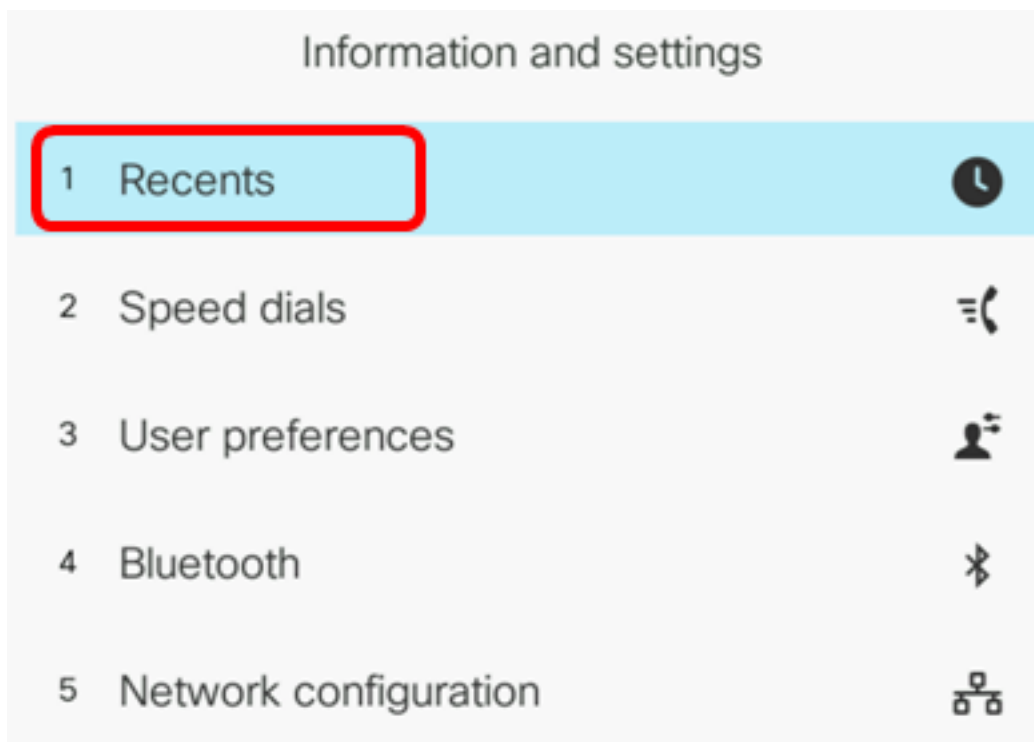 Information and settings
1 Recents
2 Speed dials
3 User preferences
4 Bluetooth
5 Network configuration